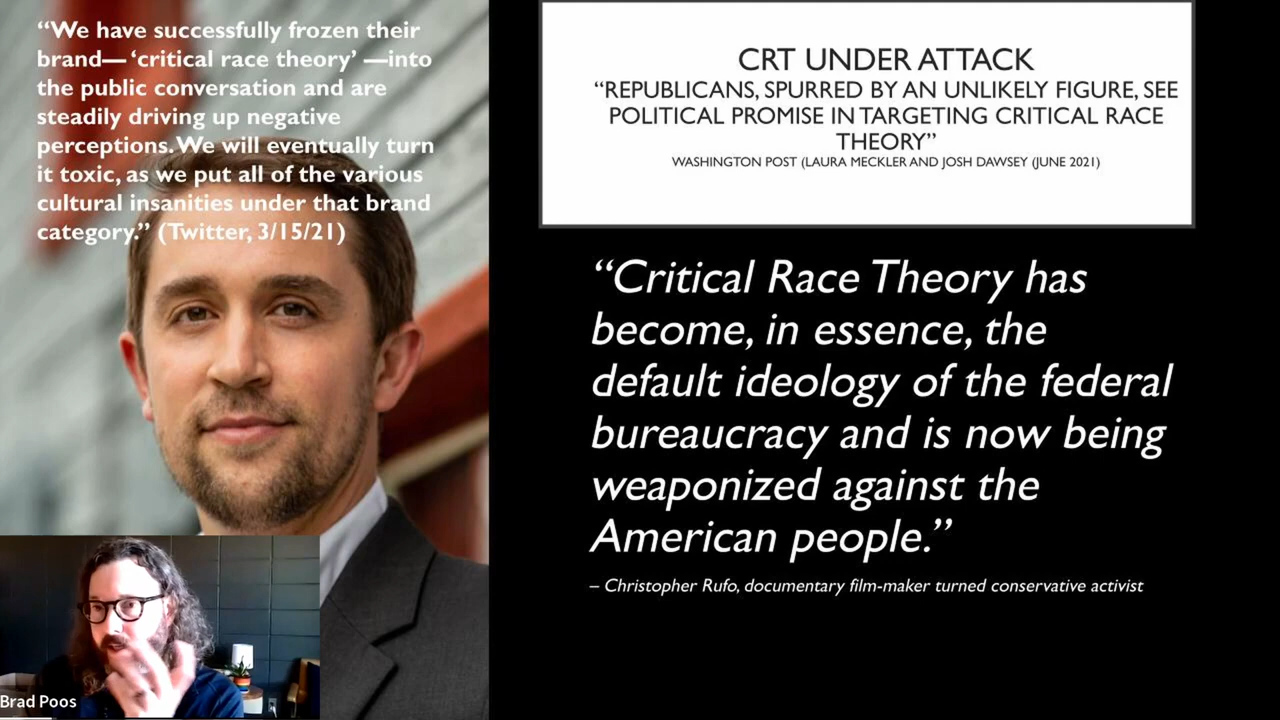 “We have successfully frozen their
brand— ‘critical race theory’ —into
the public conversation and are
steadily driving up negative
perceptions. We will eventually turn
it toxic, as we put all of the various
cultural insanities under that brand
category.” (Twitter, 3/15/21)
CRT UNDER ATTACK
“REPUBLICANS, SPURRED BY AN UNLIKELY FIGURE, SEE
POLITICAL PROMISE IN TARGETING CRITICAL RACE
THEORY”
WASHINGTON POST (LAURA MECKLER AND JOSH DAWSEY (JUNE 2021)
“Critical Race Theory has
become, in essence, the
default ideology of the federal
bureaucracy and is now being
weaponized against the
American people.”
– Christopher Rufo, documentary film-maker turned conservative activist
Brad Poos